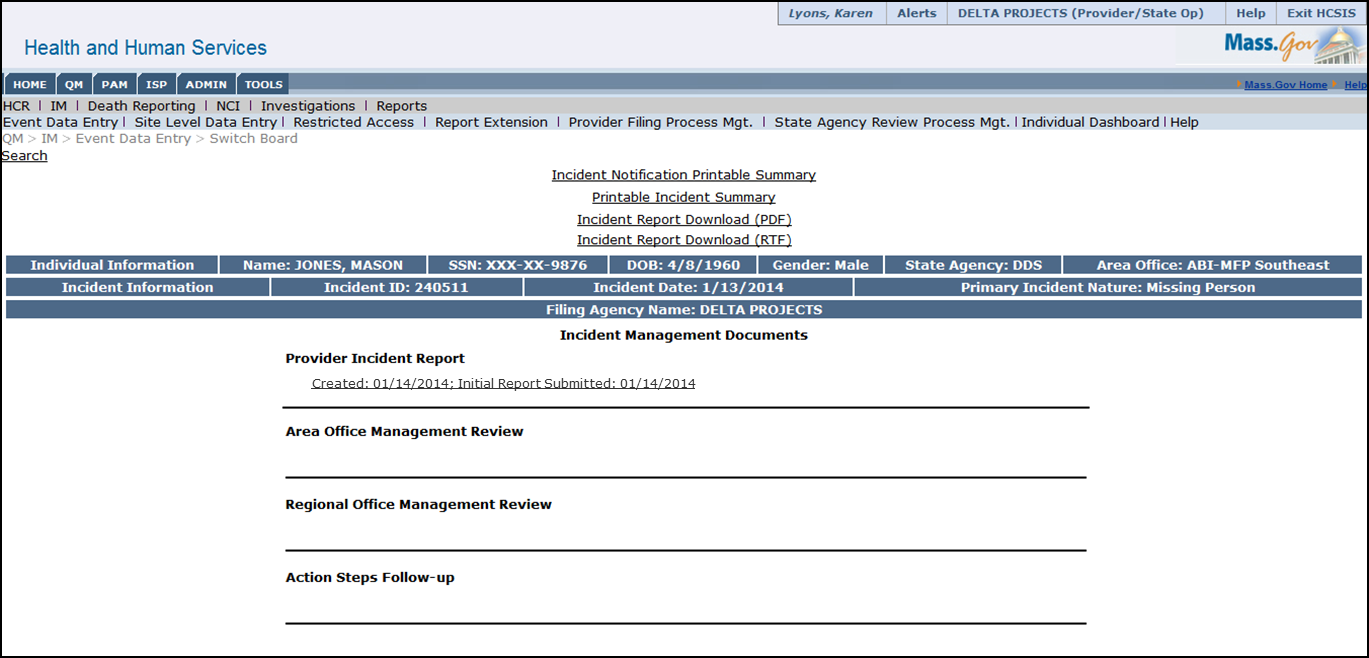 Lyons, Karen Alerts DELTA PROJECTS (Provider/State Op) Help Exit HCSIS
Health and Human Services
Mass.Gov
HOME QM PAM ISP ADMIN TOOLS
Mass.Gov Home Help
HCR | IM | Death Reporting | NCI | Investigations | Reports
Event Data Entry | Site Level Data Entry | Restricted Access | Report Extension | Provider Filing Process Mgt. | State Agency Review Process Mgt. | Individual Dashboard | Help
QM > IM > Event Data Entry > Switch Board
Search
Incident Notification Printable Summary
Printable Incident Summary
Incident Report Download (PDF)
Incident Report Download (RTF)
Individual Information Name: JONES, MASON SSN: XXX-XX-9876 DOB: 4/8/1960 Gender: Male State Agency: DDS Area Office: ABI-MFP Southeast
Incident Information Incident ID: 240511 Incident Date: 1/13/2014 Primary Incident Nature: Missing Person
Filing Agency Name: DELTA PROJECTS
Incident Management Documents
Provider Incident Report
Created: 01/14/2014; Initial Report Submitted: 01/14/2014
Area Office Management Review
Regional Office Management Review
Action Steps Follow-up